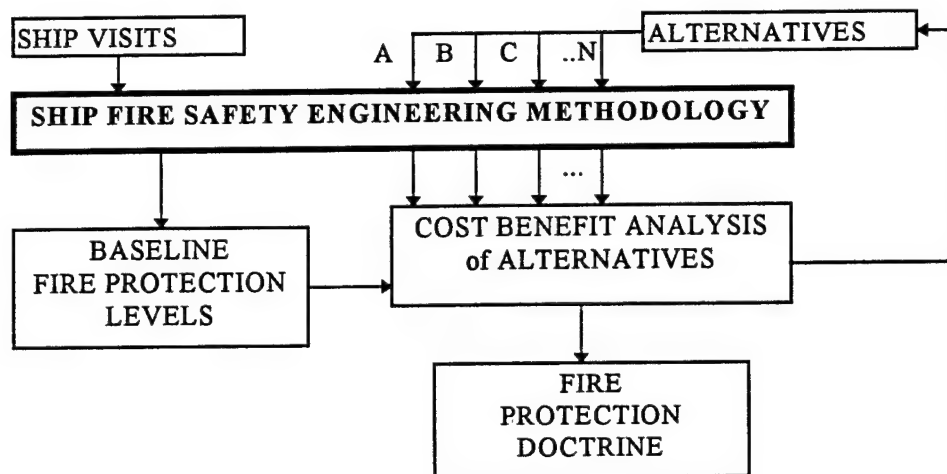 SHIP VISITS
ALTERNATIVES
A B C ..N
SHIP FIRE SAFETY ENGINEERING METHODOLOGY
...
BASELINE
FIRE PROTECTION
LEVELS
COST BENEFIT ANALYSIS
of ALTERNATIVES
FIRE
PROTECTION
DOCTRINE